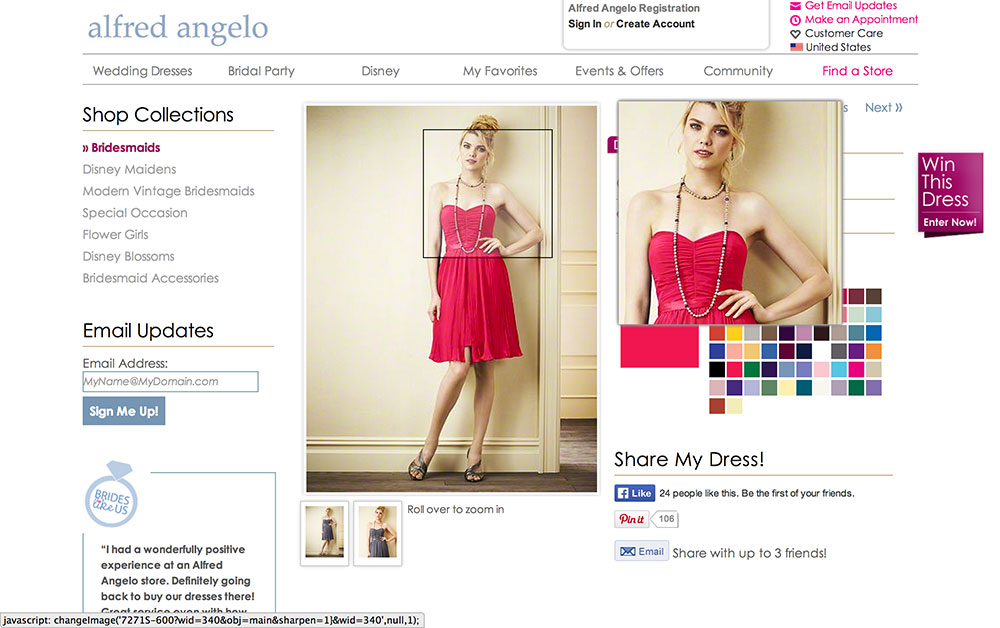 alfred angelo
Alfred Angelo Registration
Sign In or Create Account
Get Email Updates
Make an Appointment
Customer Care
United States
Wedding Dresses
Bridal Party
Disney
My Favorites
Events & Offers
Community
Find a Store
Shop Collections
» Bridesmaids
Disney Maidens
Modern Vintage Bridesmaids
Special Occasion
Flower Girls
Disney Blossoms
Bridesmaid Accessories
Email Updates
Email Address:
MyName@MyDomain.com
Sign Me Up!
BRIDES
like US
"I had a wonderfully positive
experience at an Alfred
Angelo store. Definitely going
back to buy our dresses there!
Great service even with how
Roll over to zoom in
Next »
Win
This
Dress
Enter Now!
Share My Dress!
Like
24 people like this. Be the first of your friends.
Pin it
106
Email
Share with up to 3 friends!
javascript: changeImage('7271S-600?wid=340&obj=main&sharpen=1}&wid=340',null,1);